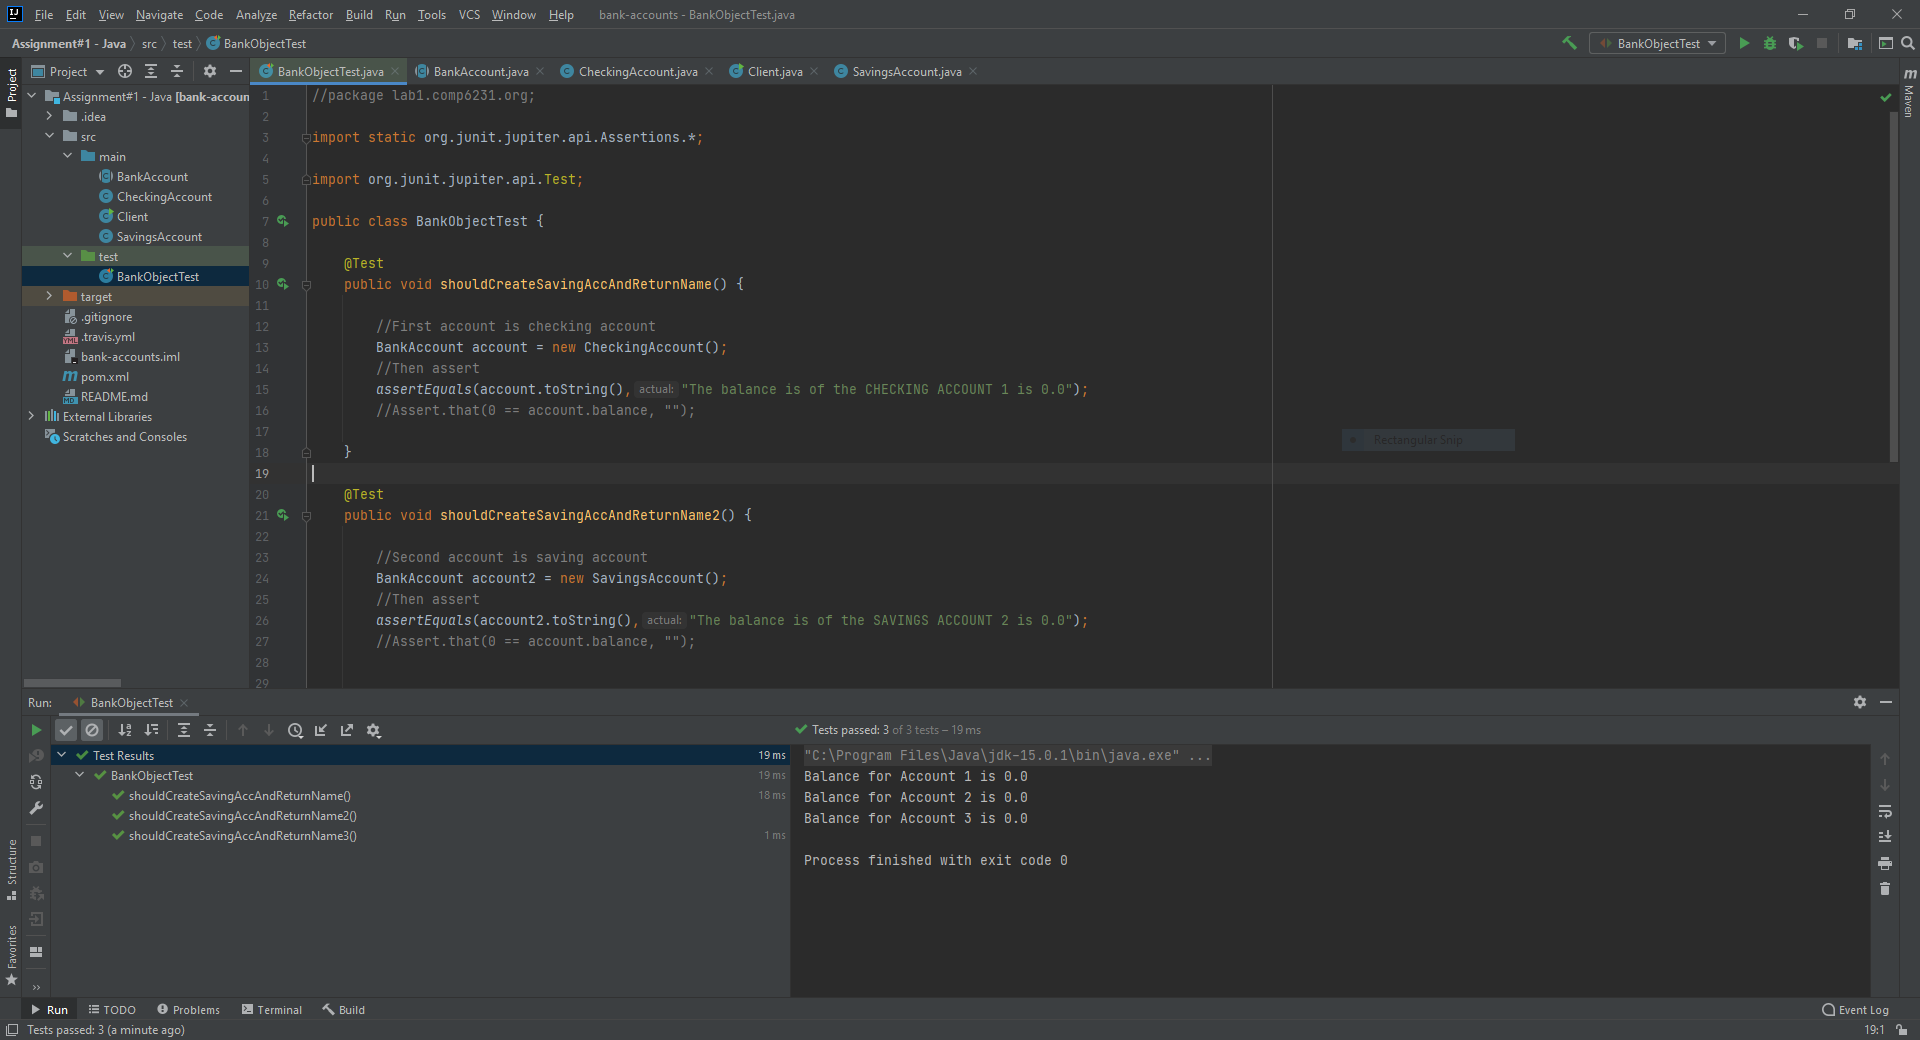 File Edit View Navigate Code Analyze Refactor Build Run Tools VCS Window Help bank-accounts - BankObjectTest.java
Assignment#1 - Java src test BankObjectTest
BankObjectTest
Project
Project
BankObjectTest.java BankAccount.java CheckingAccount.java Client.java SavingsAccount.java
Maven
Assignment#1 - Java [bank-accoun
.idea
src
main
BankAccount
CheckingAccount
Client
SavingsAccount
test
BankObjectTest
target
.gitignore
.travis.yml
bank-accounts.iml
pom.xml
README.md
External Libraries
Scratches and Consoles
1 //package lab1.comp6231.org;
2
3 import static org.junit.jupiter.api.Assertions.*;
4
5 import org.junit.jupiter.api.Test;
6
7 public class BankObjectTest {
8
9 @Test
10 public void shouldCreateSavingAccAndReturnName() {
11
12 //First account is checking account
13 BankAccount account = new CheckingAccount();
14 //Then assert
15 assertEquals(account.toString(), actual: "The balance is of the CHECKING ACCOUNT 1 is 0.0");
16 //Assert.that(0 == account.balance, "");
17
18 }
19
20 @Test
21 public void shouldCreateSavingAccAndReturnName2() {
22
23 //Second account is saving account
24 BankAccount account2 = new SavingsAccount();
25 //Then assert
26 assertEquals(account2.toString(), actual: "The balance is of the SAVINGS ACCOUNT 2 is 0.0");
27 //Assert.that(0 == account.balance, "");
28
29
Rectangular Snip
Run: BankObjectTest
Tests passed: 3 of 3 tests – 19 ms
Test Results 19 ms
BankObjectTest 19 ms
shouldCreateSavingAccAndReturnName() 18 ms
shouldCreateSavingAccAndReturnName2()
shouldCreateSavingAccAndReturnName3() 1 ms
"C:\Program Files\Java\jdk-15.0.1\bin\java.exe" ...
Balance for Account 1 is 0.0
Balance for Account 2 is 0.0
Balance for Account 3 is 0.0
Process finished with exit code 0
Structure
Favorites
Run TODO Problems Terminal Build Event Log
Tests passed: 3 (a minute ago) 19:1